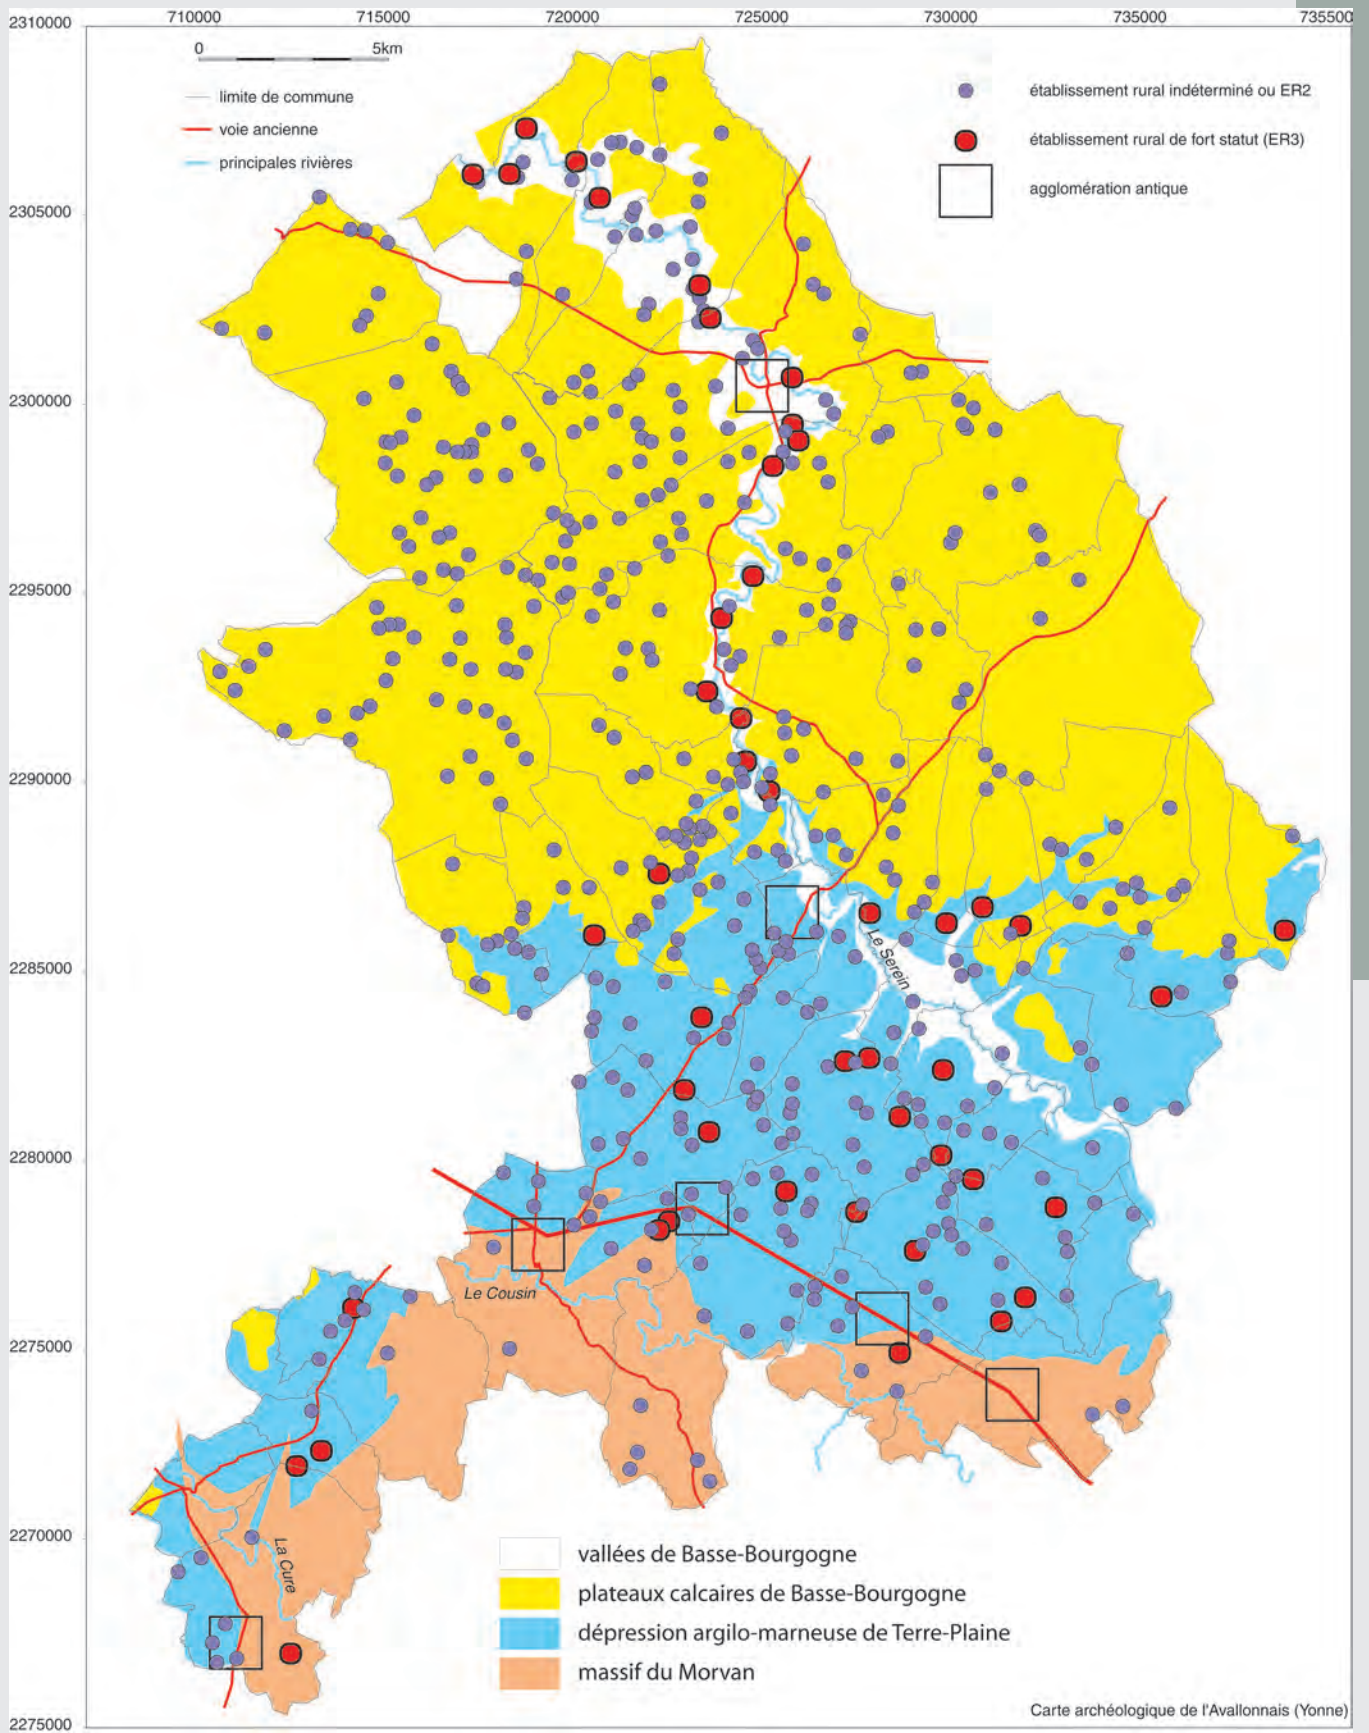 710000 715000 720000 725000 730000 735000 735500
2310000
0 5km
limite de commune
voie ancienne
principales rivières
établissement rural indéterminé ou ER2
établissement rural de fort statut (ER3)
agglomération antique
2305000
2300000
2295000
2290000
2285000
Le Serein
2280000
Le Cousin
2275000
2270000
La Cure
vallées de Basse-Bourgogne
plateaux calcaires de Basse-Bourgogne
dépression argilo-marneuse de Terre-Plaine
massif du Morvan
Carte archéologique de l'Avallonnais (Yonne)
2275000